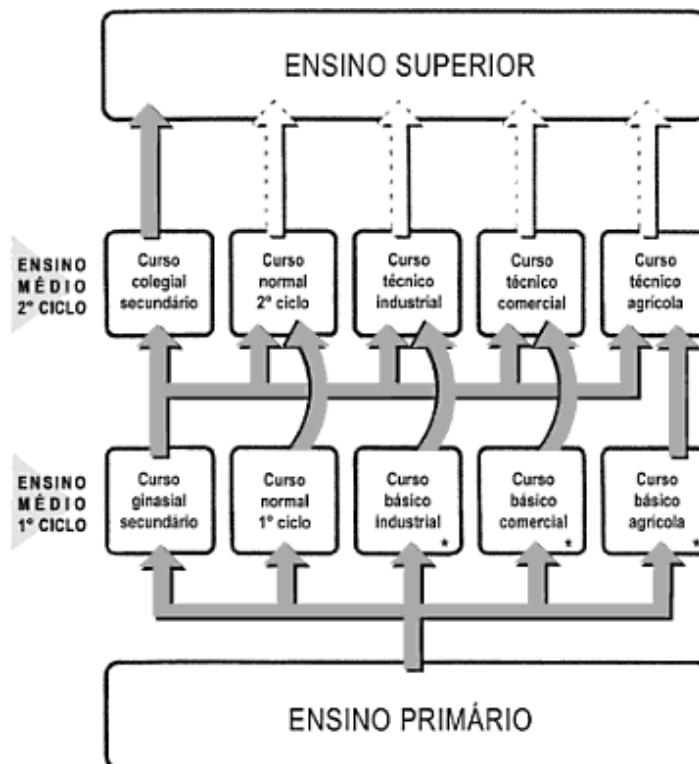 ENSINO SUPERIOR
ENSINO
MÉDIO
2º CICLO
Curso
colegial
secundário
Curso
normal
2º ciclo
Curso
técnico
industrial
Curso
técnico
comercial
Curso
técnico
agrícola
ENSINO
MÉDIO
1º CICLO
Curso
ginasial
secundário
Curso
normal
1º ciclo
Curso
básico
industrial
*
Curso
básico
comercial
*
Curso
básico
agrícola
*
ENSINO PRIMÁRIO